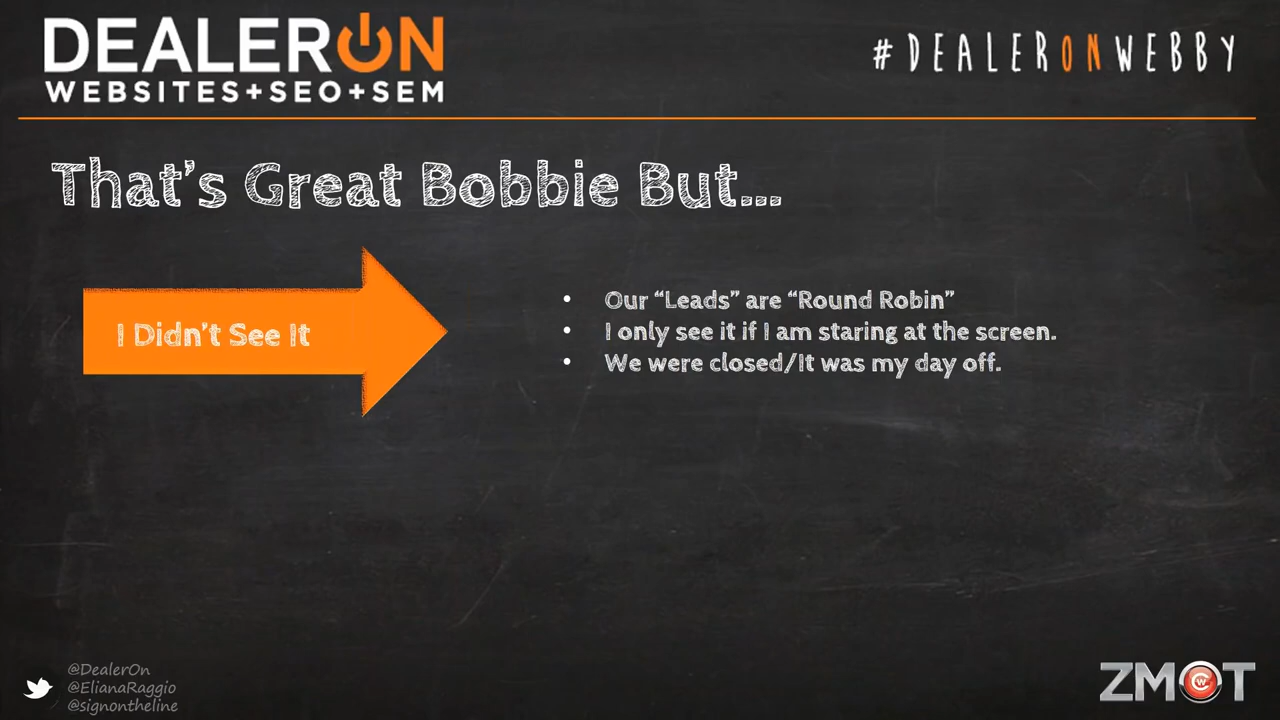 DEALERON
WEBSITES+SEO+SEM
#DEALERONWEBBY
That's Great Bobbie But...
I Didn't See It
• Our “Leads” are “Round Robin”
• I only see it if I am staring at the screen.
• We were closed/It was my day off.
@DealerOn
@ElianaRaggio
@signontheline
ZMOT